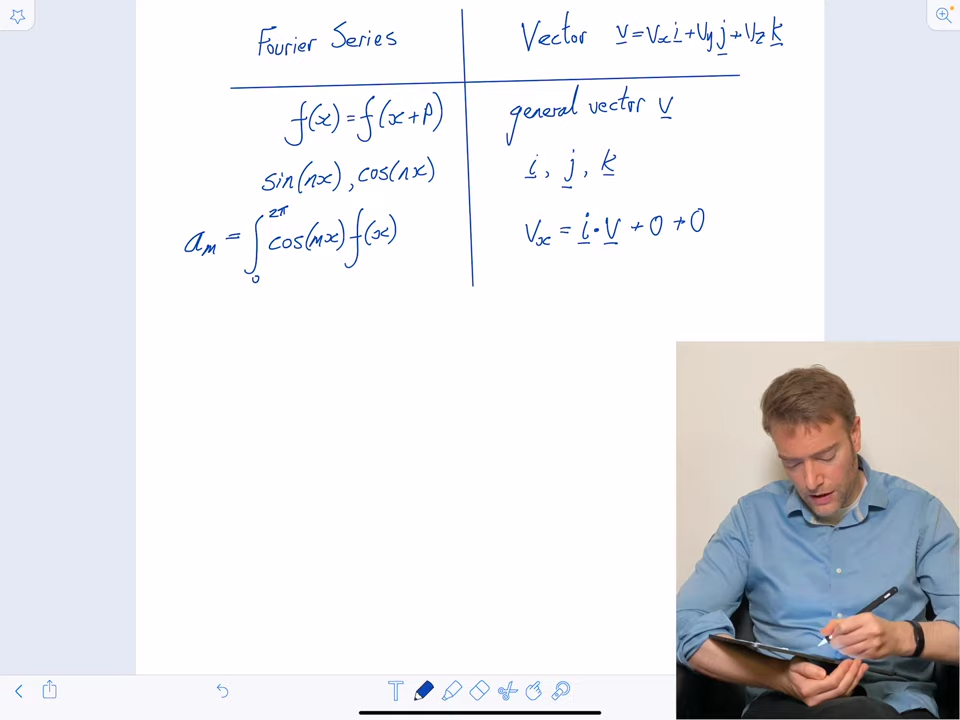 Fourier Series
Vector v = Vx i + Vy j + Vz k
f(x) = f(x+P)
general vector v
sin(nx), cos(nx)
i, j, k
am = ∫₀^2π cos(mx) f(x)
Vx = i • v + 0 + 0
T